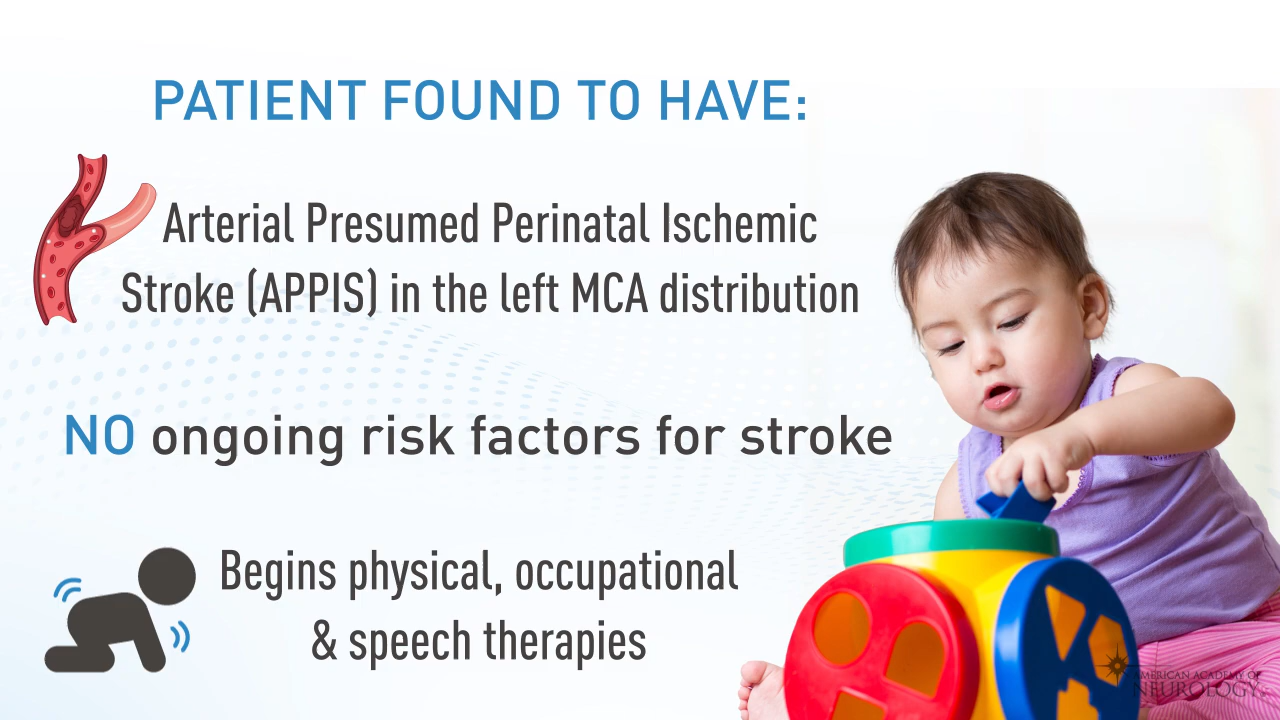 PATIENT FOUND TO HAVE:
Arterial Presumed Perinatal Ischemic
Stroke (APPIS) in the left MCA distribution
NO ongoing risk factors for stroke
Begins physical, occupational
& speech therapies
AMERICAN ACADEMY OF
NEUROLOGY